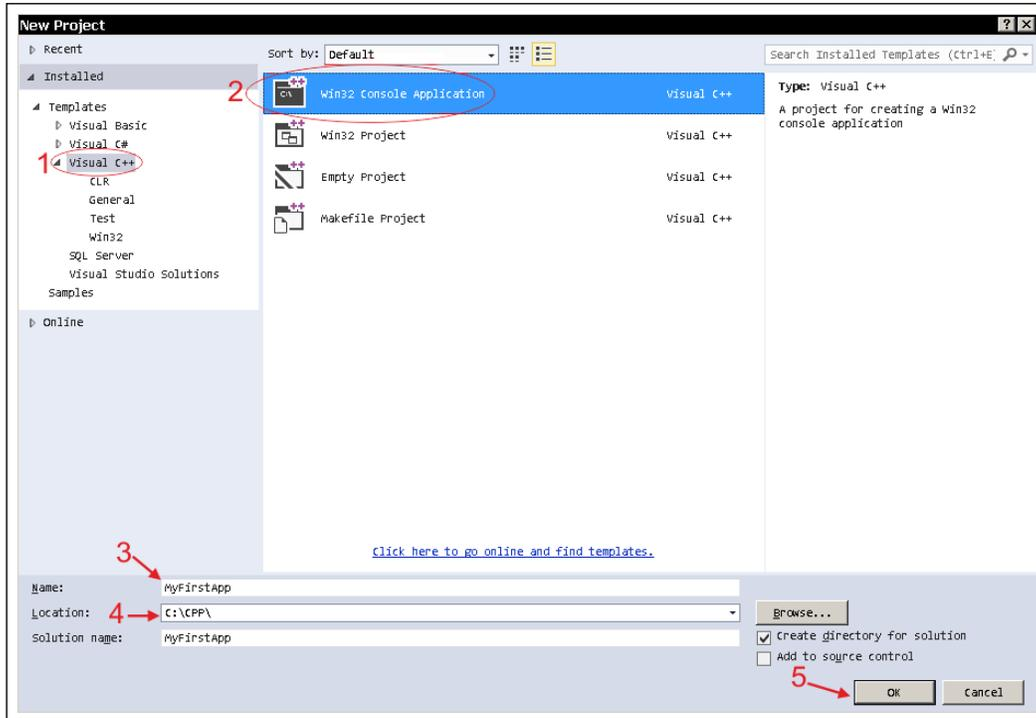 New Project
Recent
Installed
Templates
Visual Basic
Visual C#
1 Visual C++
CLR
General
Test
Win32
SQL Server
Visual Studio Solutions
Samples
Online
Sort by: Default
Search Installed Templates (Ctrl+E)
2 Win32 Console Application Visual C++
Win32 Project Visual C++
Empty Project Visual C++
Makefile Project Visual C++
Type: Visual C++
A project for creating a Win32
console application
Click here to go online and find templates.
3
Name: MyFirstApp
Location: 4 C:\CPP\
Browse...
Solution name: MyFirstApp
Create directory for solution
Add to source control
5
OK Cancel